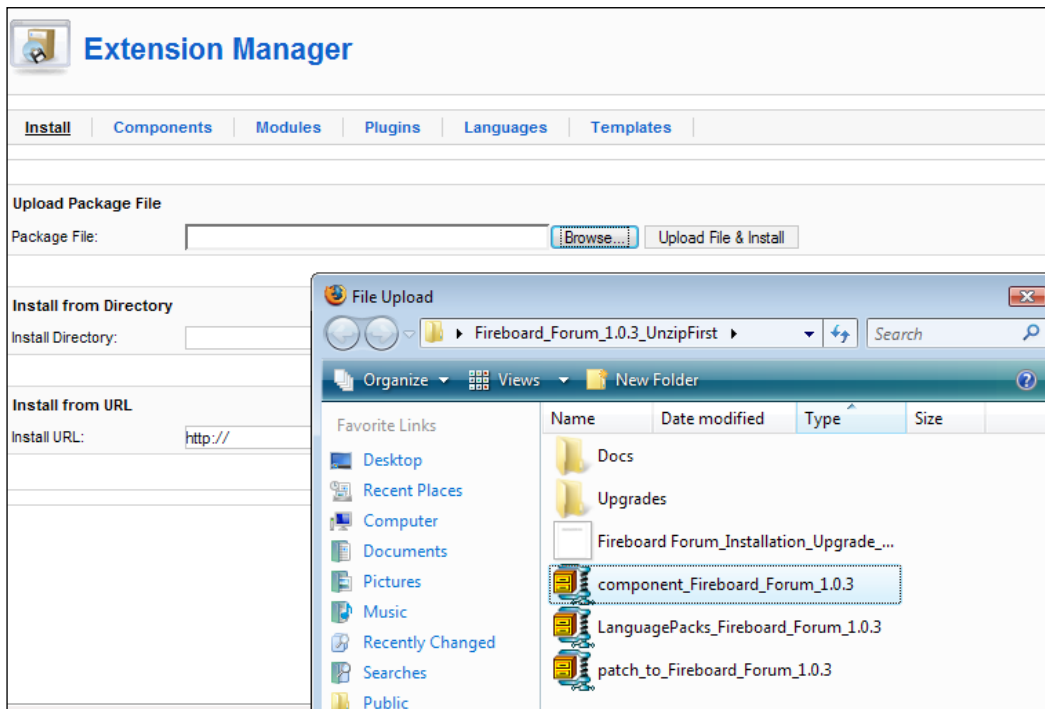 Extension Manager
Install Components Modules Plugins Languages Templates
Upload Package File
Package File: Browse... Upload File & Install
Install from Directory
Install Directory:
Install from URL
Install URL: http://
File Upload
Fireboard_Forum_1.0.3_UnzipFirst Search
Organize Views New Folder
Favorite Links
Desktop
Recent Places
Computer
Documents
Pictures
Music
Recently Changed
Searches
Public
Name Date modified Type Size
Docs
Upgrades
Fireboard Forum_Installation_Upgrade_...
component_Fireboard_Forum_1.0.3
LanguagePacks_Fireboard_Forum_1.0.3
patch_to_Fireboard_Forum_1.0.3